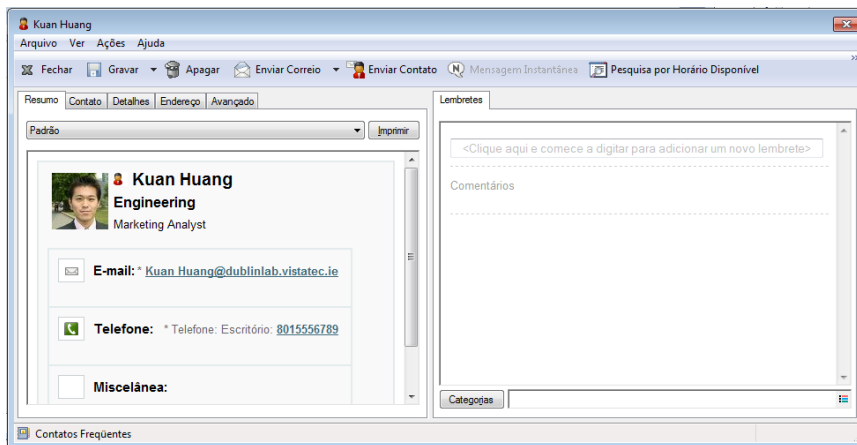 Kuan Huang
Arquivo Ver Ações Ajuda
Fechar Gravar Apagar Enviar Correio Enviar Contato Mensagem Instantânea Pesquisa por Horário Disponível
Resumo Contato Detalhes Endereço Avançado
Padrão Imprimir
Kuan Huang
Engineering
Marketing Analyst
E-mail: * Kuan Huang@dublinlab.vistatec.ie
Telefone: * Telefone: Escritório: 8015556789
Miscelânea:
Lembretes
<Clique aqui e comece a digitar para adicionar um novo lembrete>
Comentários
Categorias
Contatos Freqüentes